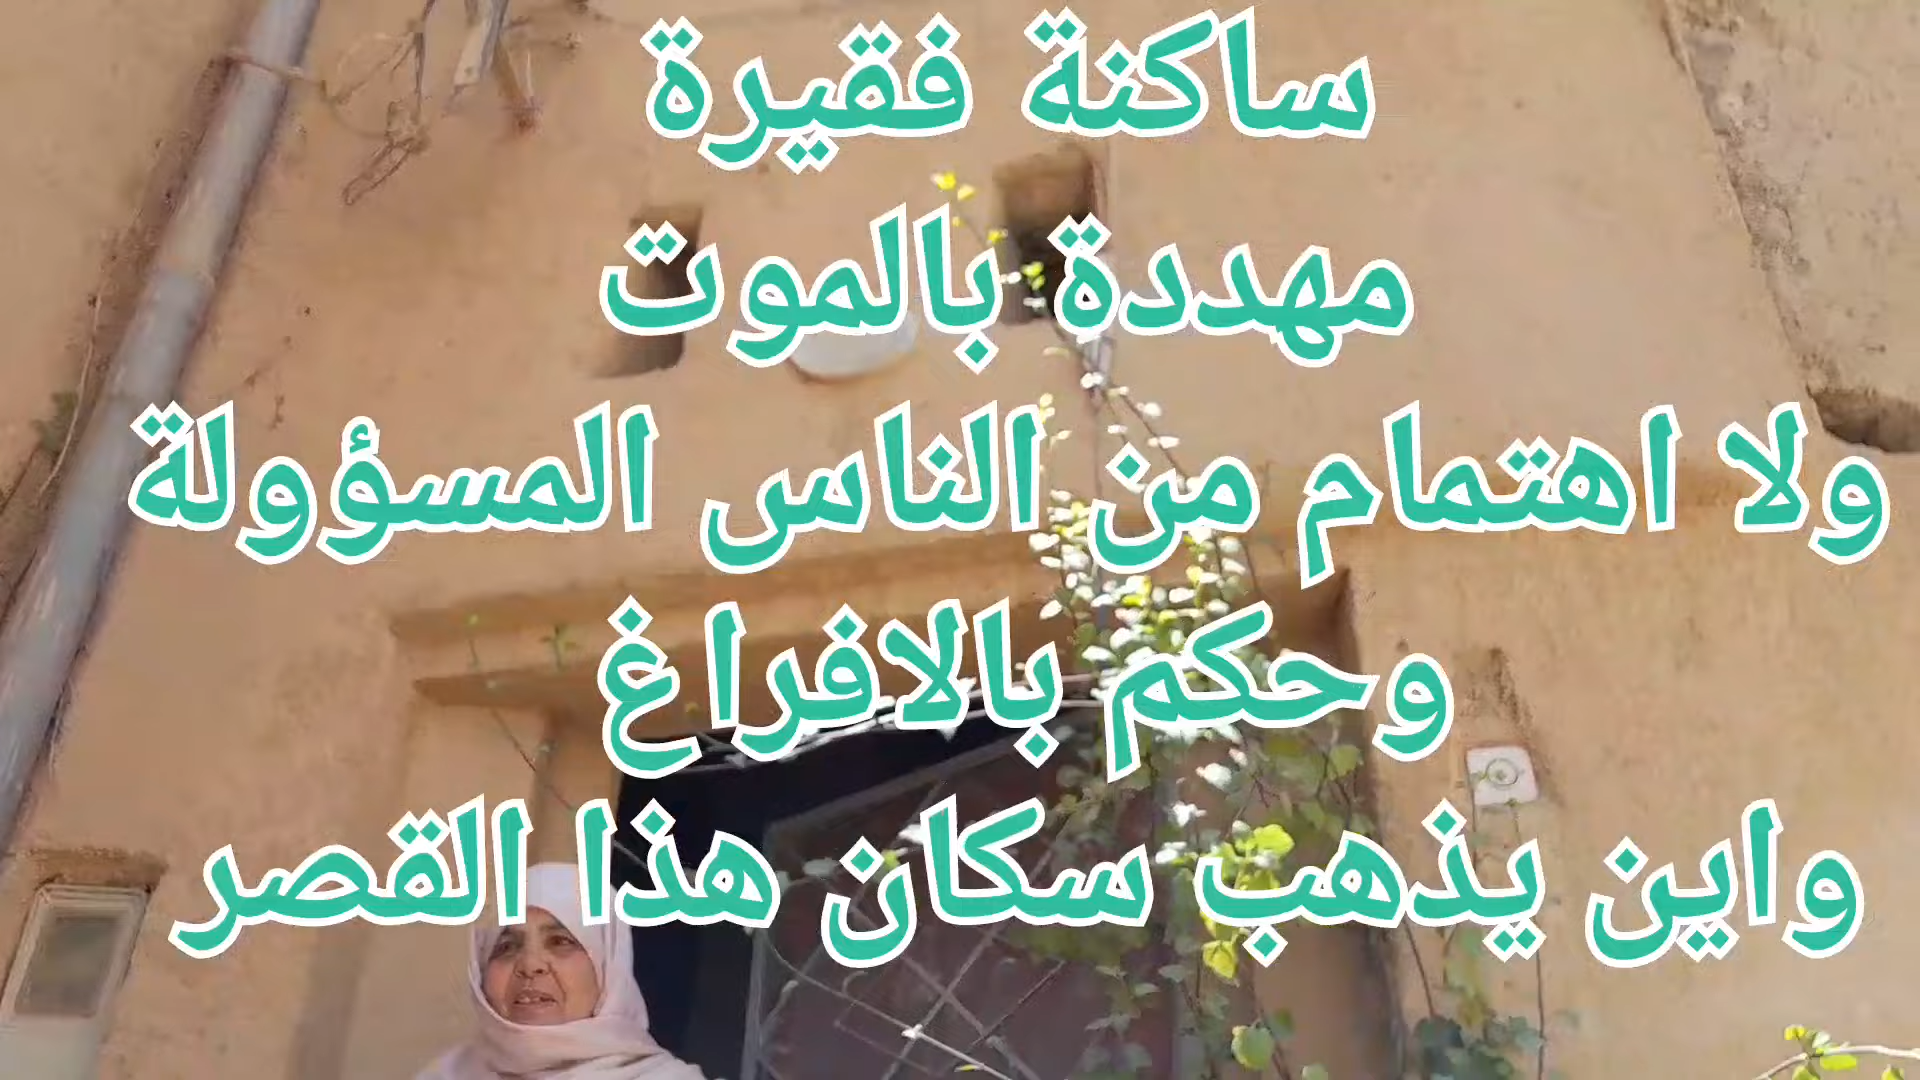 ساكنة فقيرة
مهددة بالموت
ولا اهتمام من الناس المسؤولة
وحكم بالافراغ
واين يذهب سكان هذا القصر